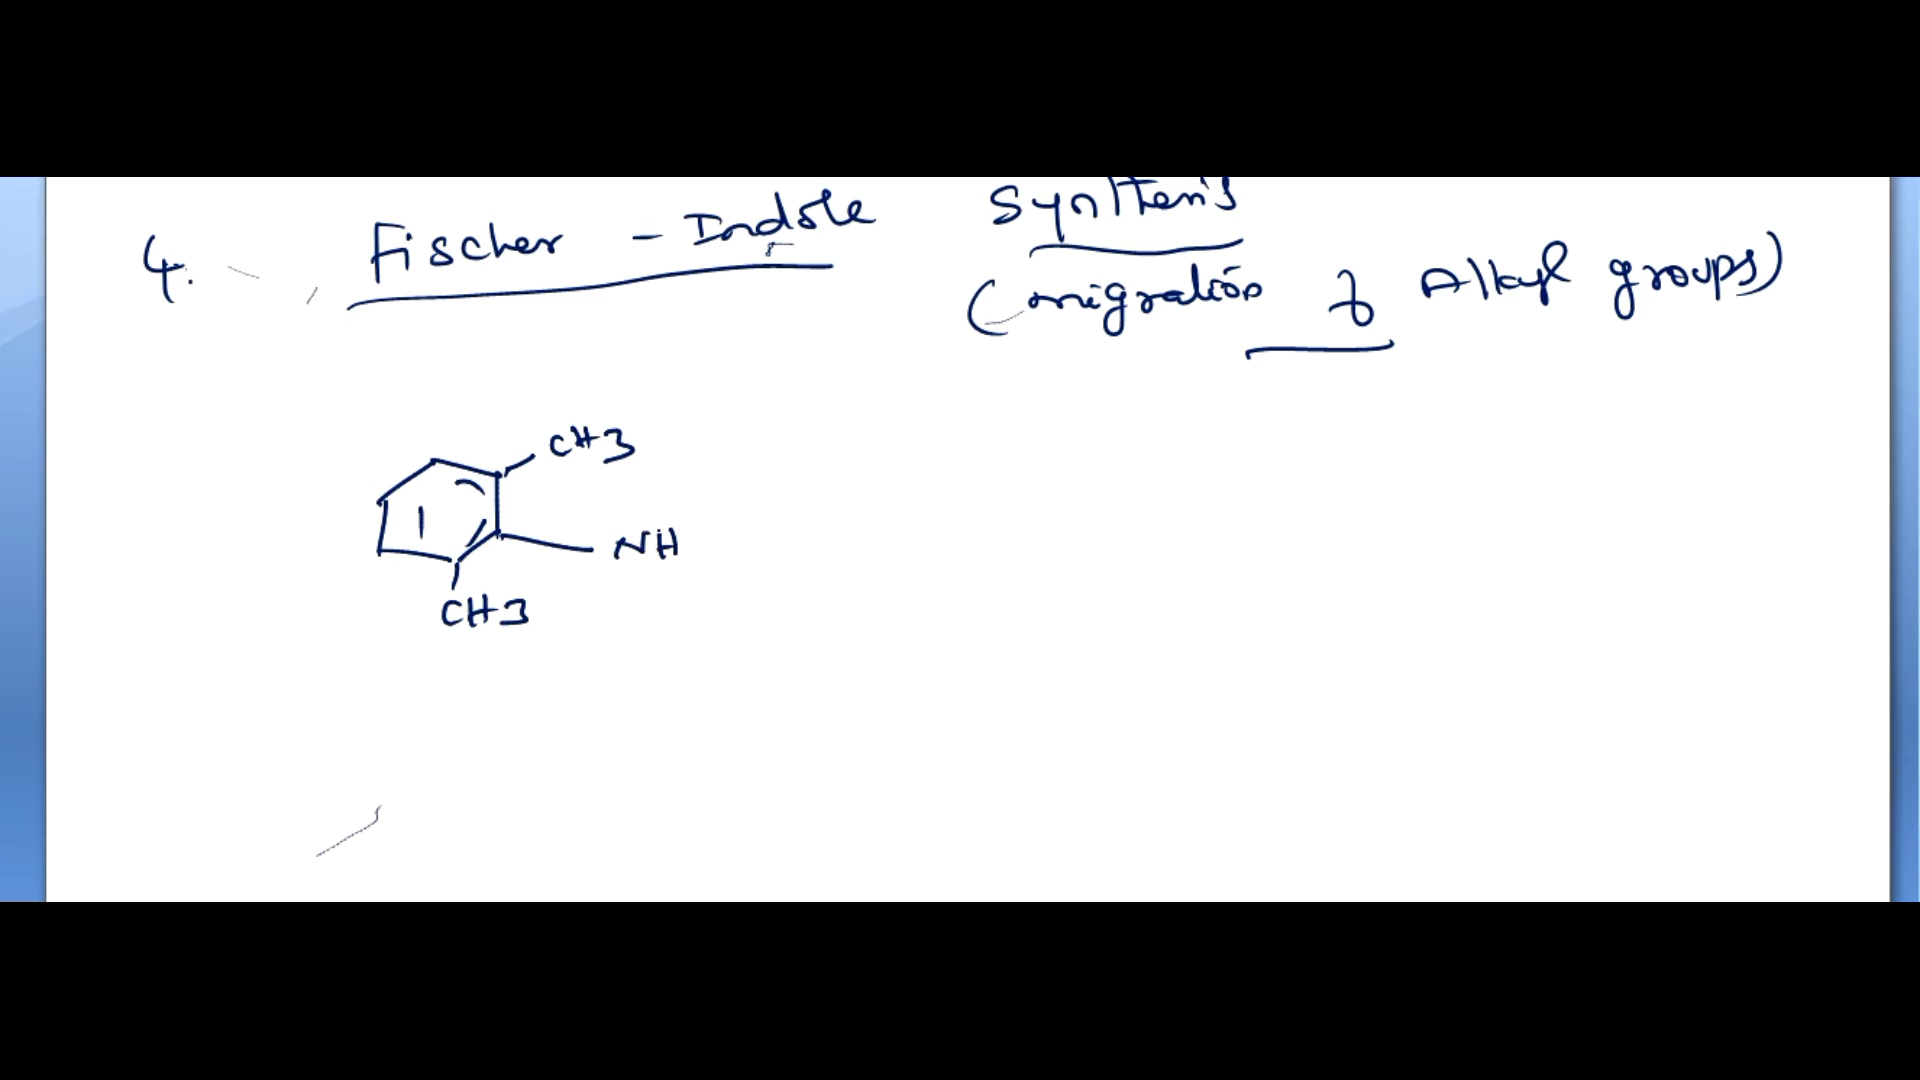 4. Fischer - Indole Synthesis
(migration of Alkyl groups)
CH3
NH
CH3